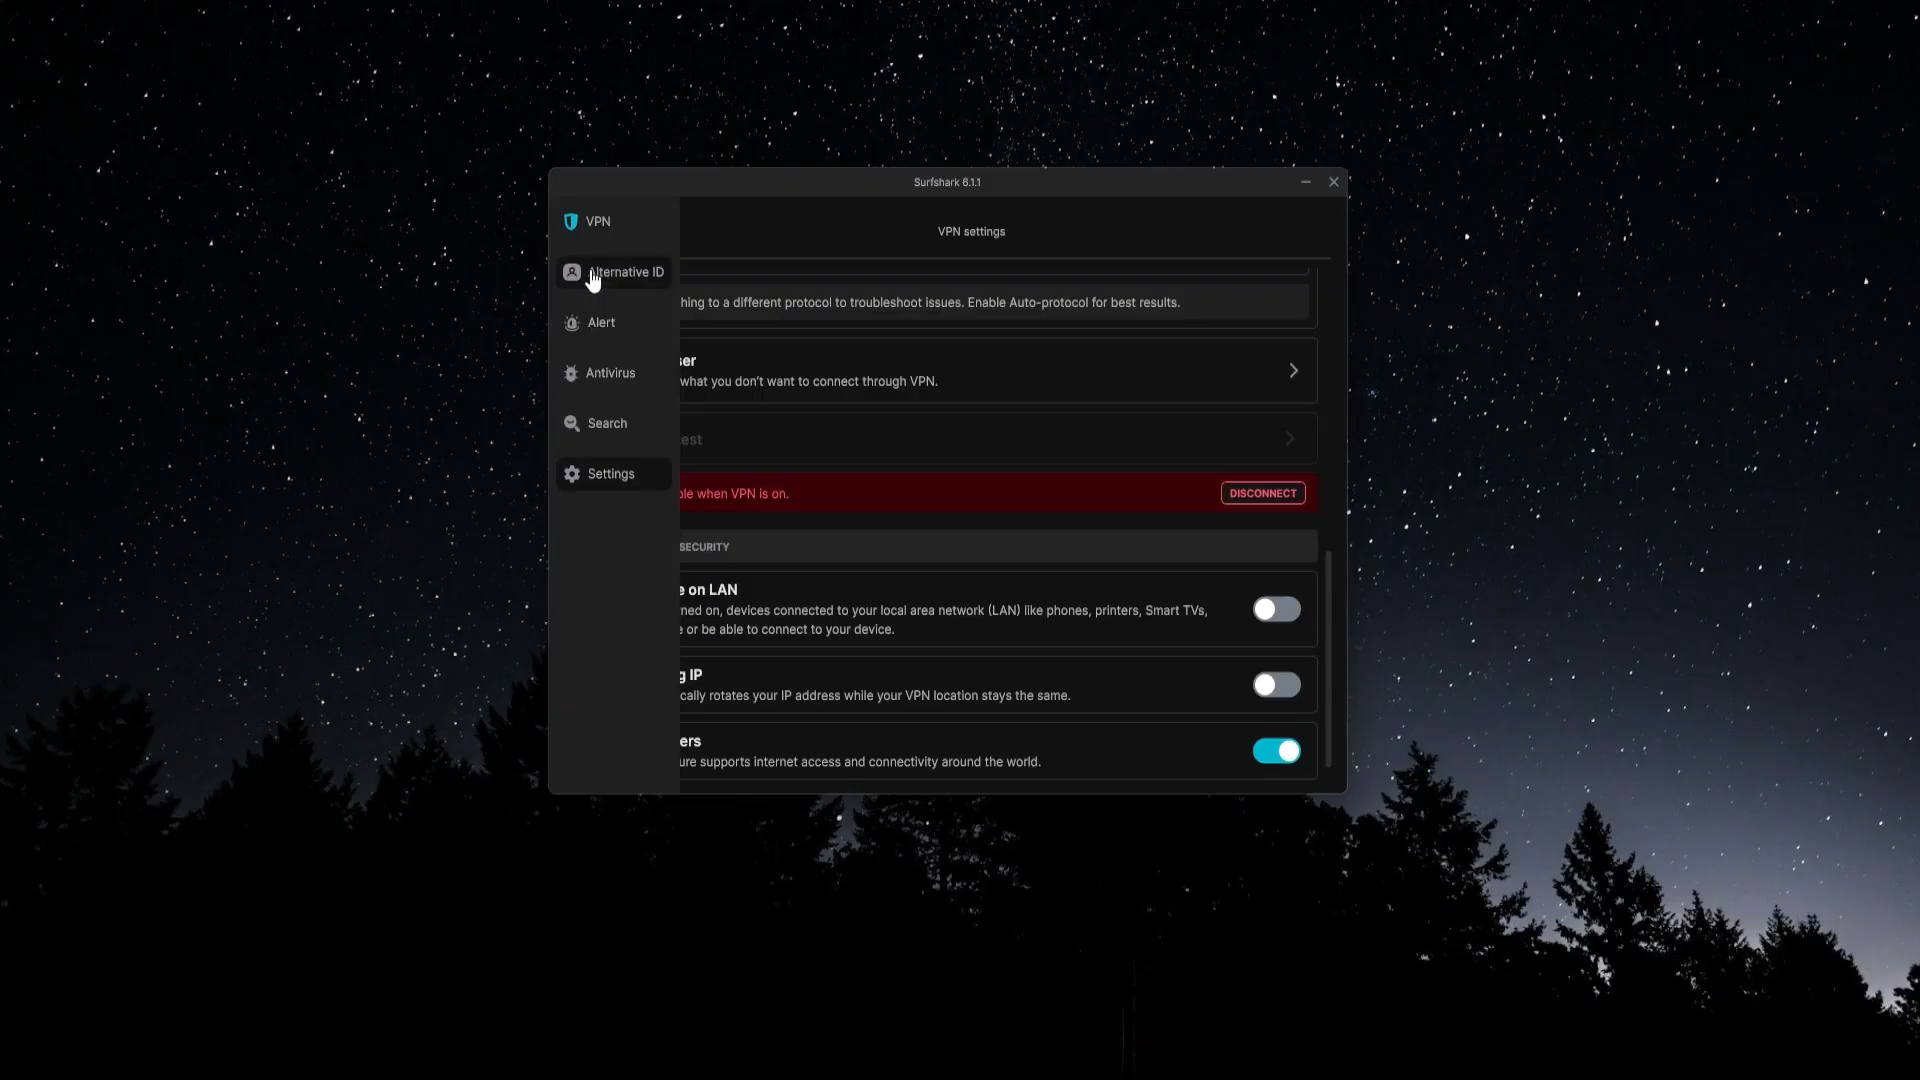 Surfshark 6.1.1
VPN
VPN settings
Alternative ID
hing to a different protocol to troubleshoot issues. Enable Auto-protocol for best results.
Alert
ser
what you don't want to connect through VPN.
Antivirus
Search
est
Settings
ble when VPN is on.
DISCONNECT
SECURITY
e on LAN
rned on, devices connected to your local area network (LAN) like phones, printers, Smart TVs,
e or be able to connect to your device.
g IP
cally rotates your IP address while your VPN location stays the same.
ers
ure supports internet access and connectivity around the world.